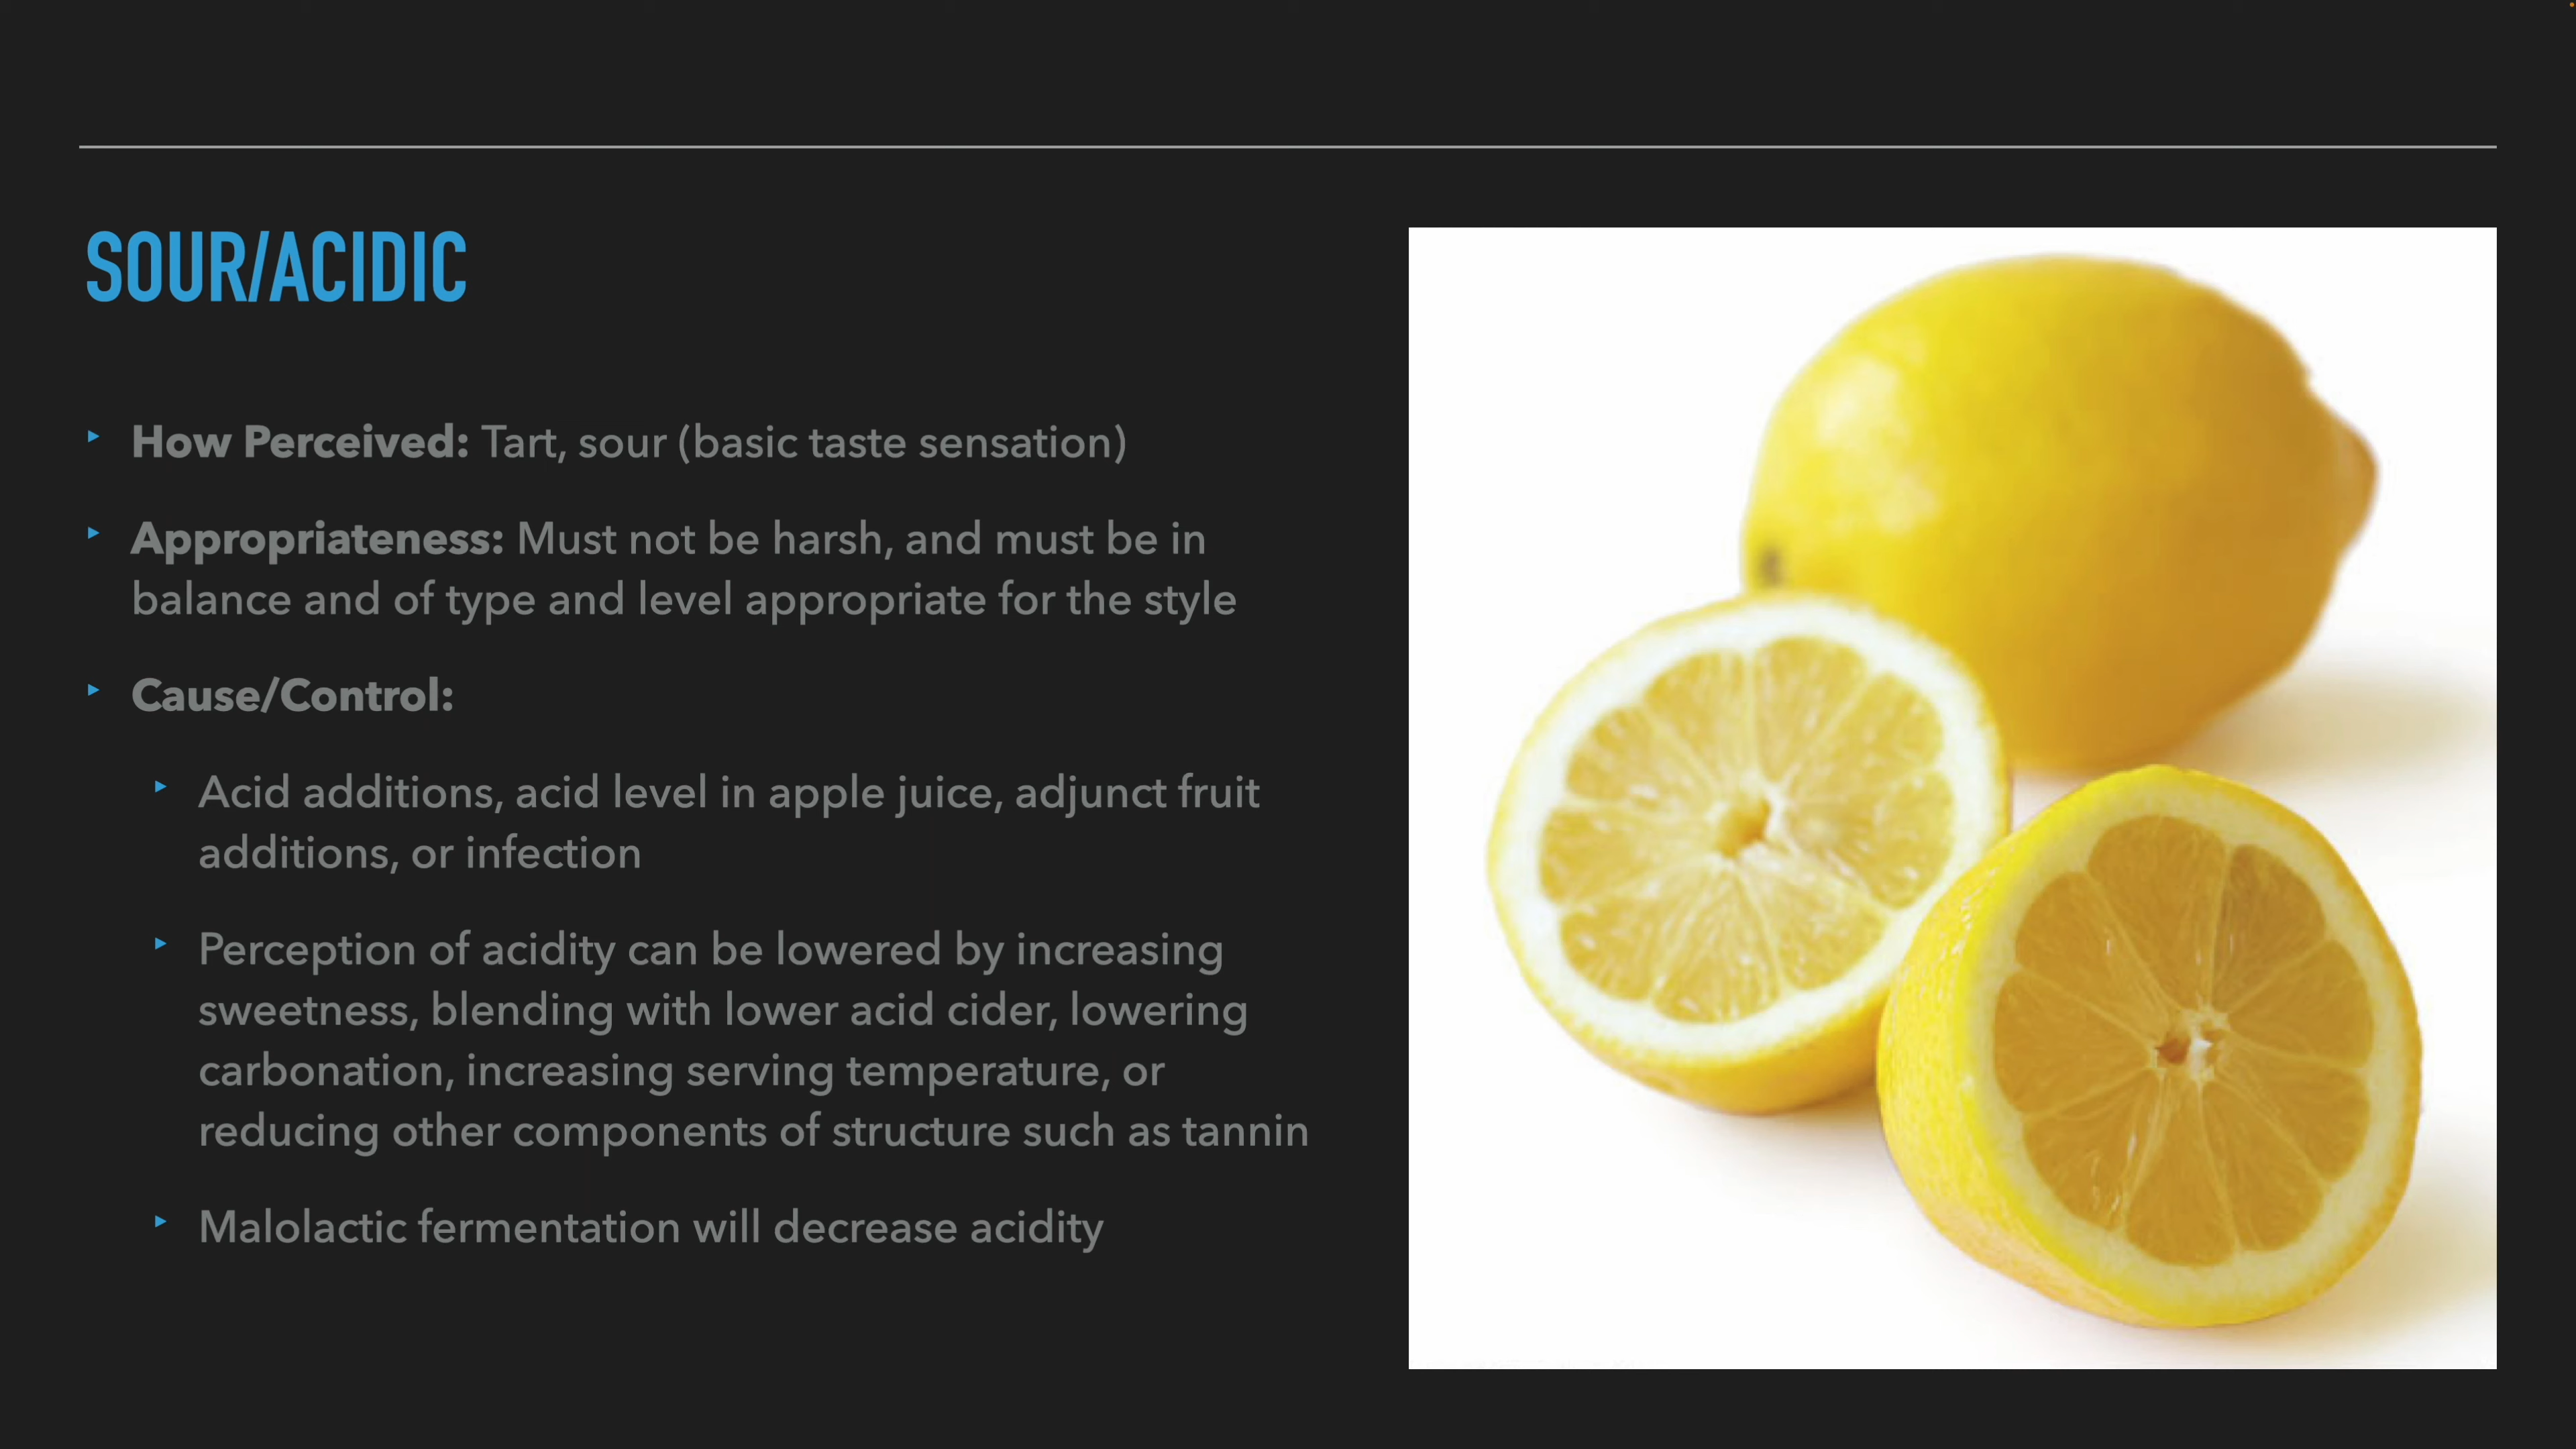 SOUR/ACIDIC
‣ How Perceived: Tart, sour (basic taste sensation)
‣ Appropriateness: Must not be harsh, and must be in
balance and of type and level appropriate for the style
‣ Cause/Control:
‣ Acid additions, acid level in apple juice, adjunct fruit
additions, or infection
‣ Perception of acidity can be lowered by increasing
sweetness, blending with lower acid cider, lowering
carbonation, increasing serving temperature, or
reducing other components of structure such as tannin
‣ Malolactic fermentation will decrease acidity